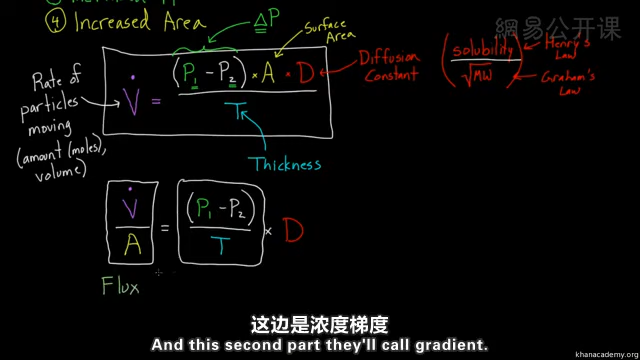 網易公开课
④ Increased Area
ΔP
Surface Area
V̇ = (P₁ - P₂) × A · D / T
Rate of particles moving (amount (moles), volume)
Thickness
Diffusion Constant
(solubility / √MW)
Henry's Law
Graham's Law
V̇ / A = (P₁ - P₂) / T × D
Flux
这边是浓度梯度
And this second part they'll call gradient.
khanacademy.org